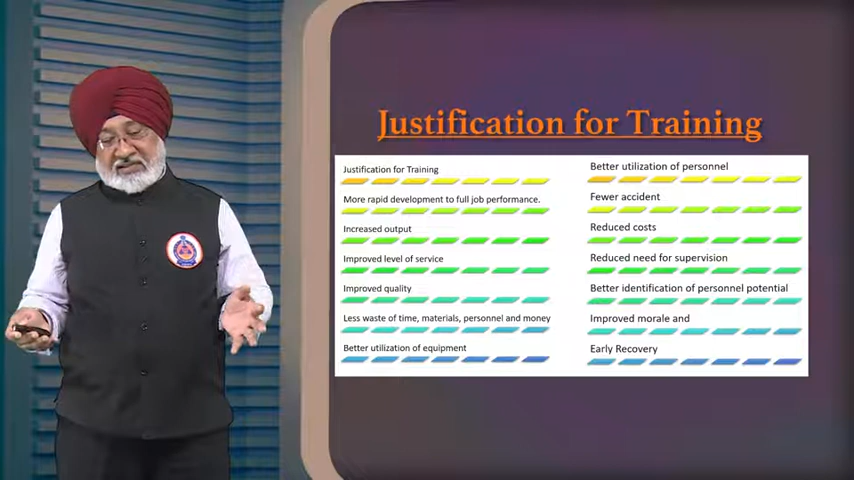 Justification for Training
Justification for Training
More rapid development to full job performance.
Increased output
Improved level of service
Improved quality
Less waste of time, materials, personnel and money
Better utilization of equipment
Better utilization of personnel
Fewer accident
Reduced costs
Reduced need for supervision
Better identification of personnel potential
Improved morale and
Early Recovery